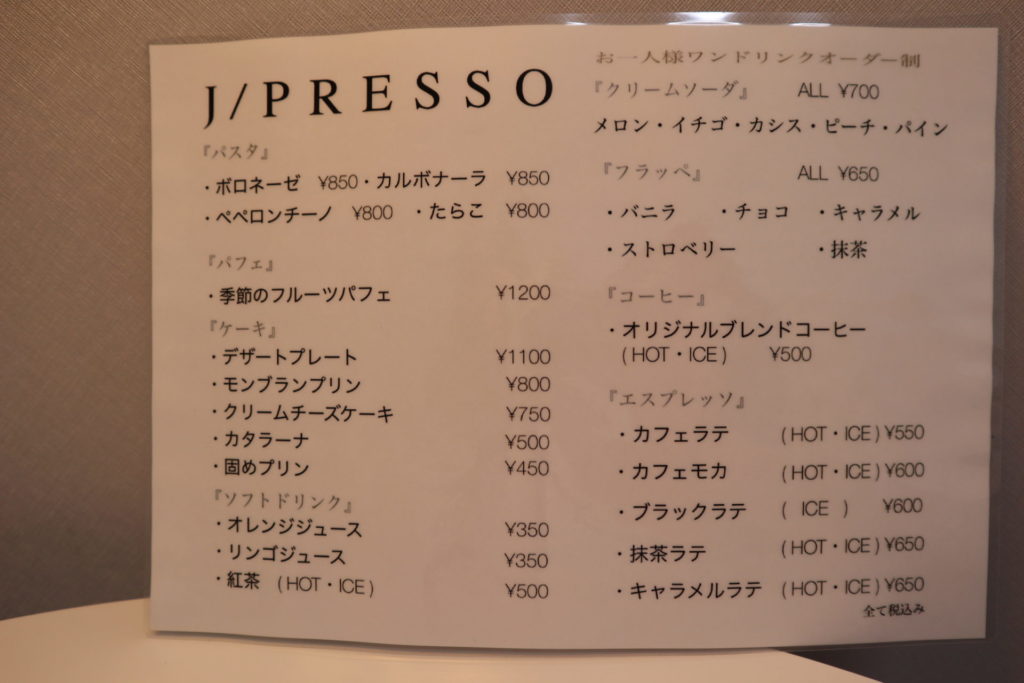 J/PRESSO
『パスタ』
・ボロネーゼ ¥850・カルボナーラ ¥850
・ペペロンチーノ ¥800 ・たらこ ¥800
『パフェ』
・季節のフルーツパフェ ¥1200
『ケーキ』
・デザートプレート ¥1100
・モンブランプリン ¥800
・クリームチーズケーキ ¥750
・カタラーナ ¥500
・固めプリン ¥450
『ソフトドリンク』
・オレンジジュース ¥350
・リンゴジュース ¥350
・紅茶 (HOT・ICE) ¥500
お一人様ワンドリンクオーダー制
『クリームソーダ』 ALL ¥700
メロン・イチゴ・カシス・ピーチ・パイン
『フラッペ』 ALL ¥650
・バニラ ・チョコ ・キャラメル
・ストロベリー ・抹茶
『コーヒー』
・オリジナルブレンドコーヒー
(HOT・ICE) ¥500
『エスプレッソ』
・カフェラテ (HOT・ICE) ¥550
・カフェモカ (HOT・ICE) ¥600
・ブラックラテ ( ICE ) ¥600
・抹茶ラテ (HOT・ICE) ¥650
・キャラメルラテ (HOT・ICE) ¥650
全て税込み